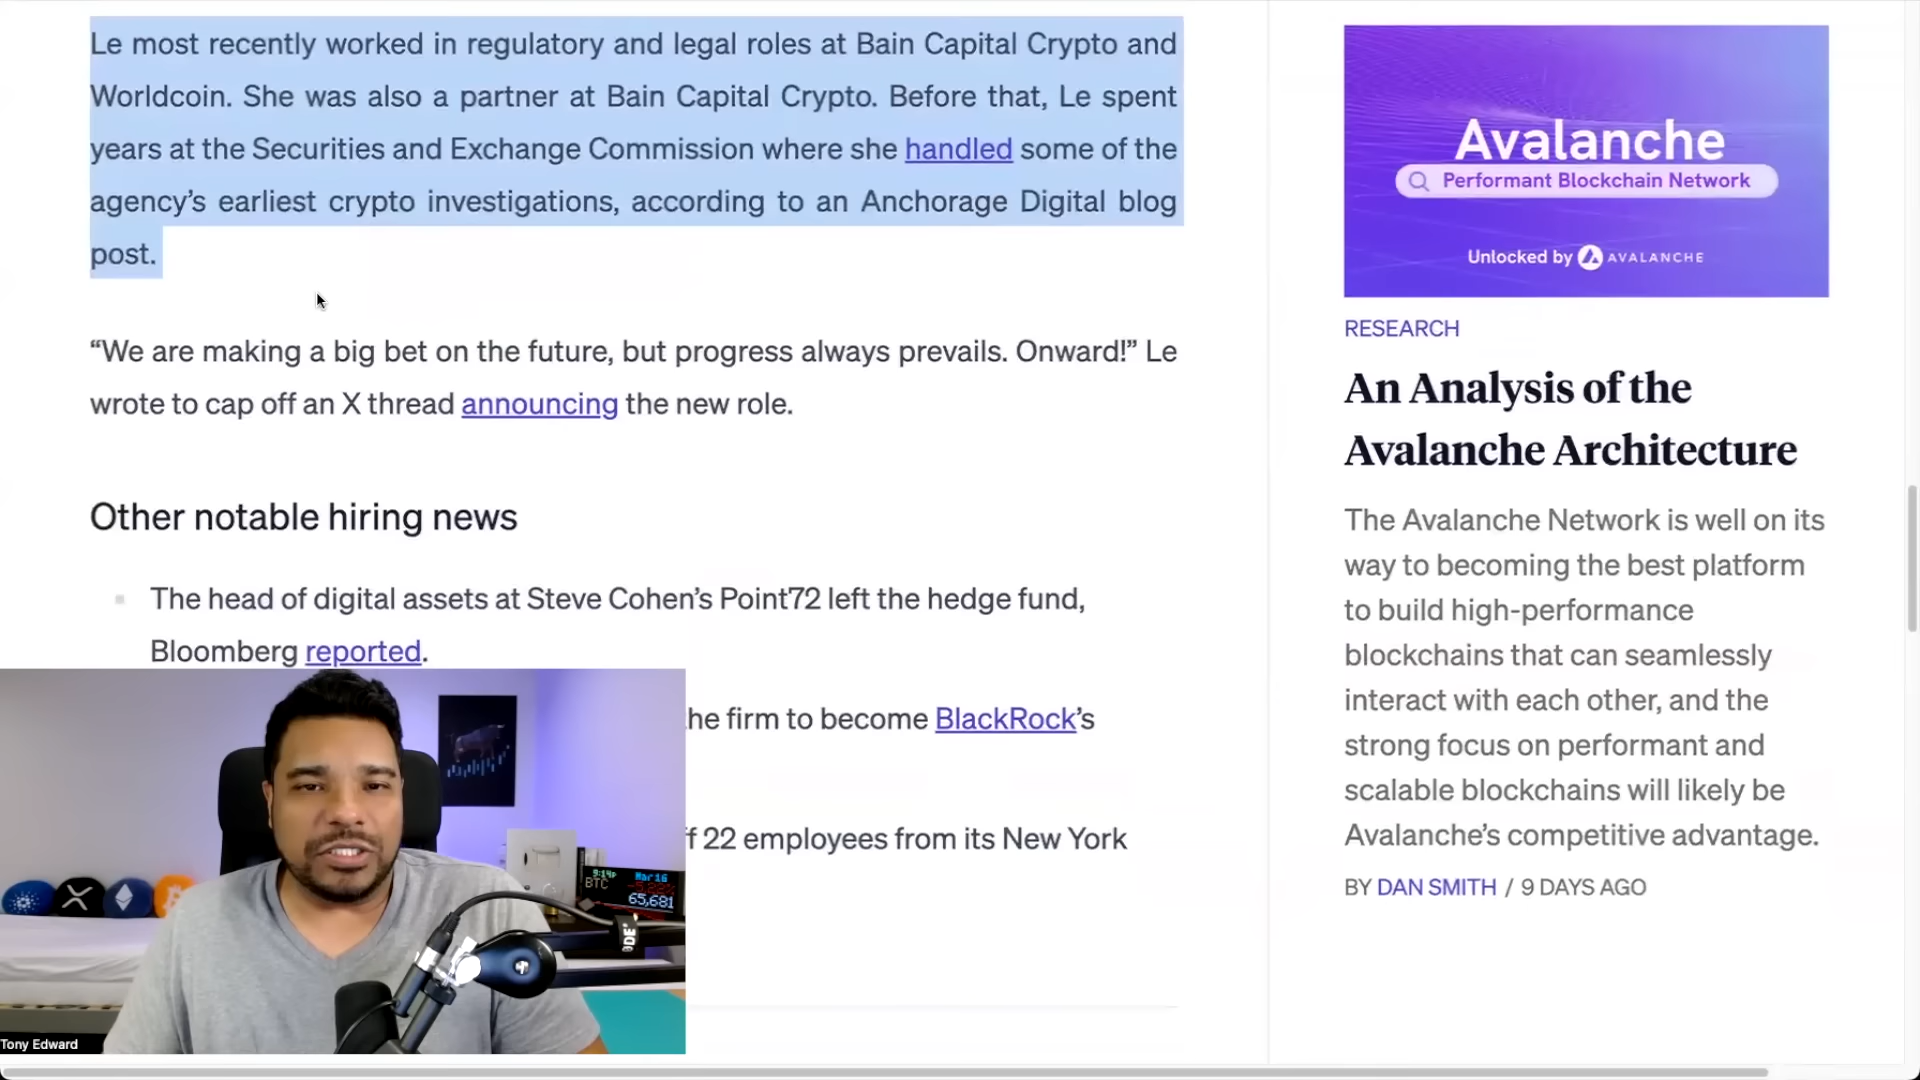 Le most recently worked in regulatory and legal roles at Bain Capital Crypto and
Worldcoin. She was also a partner at Bain Capital Crypto. Before that, Le spent
years at the Securities and Exchange Commission where she handled some of the
agency’s earliest crypto investigations, according to an Anchorage Digital blog
post.
“We are making a big bet on the future, but progress always prevails. Onward!” Le
wrote to cap off an X thread announcing the new role.
Other notable hiring news
The head of digital assets at Steve Cohen’s Point72 left the hedge fund,
Bloomberg reported.
he firm to become BlackRock’s
f 22 employees from its New York
9:14P Mar 16
BTC -5.22%
65,681
Tony Edward
Avalanche
Performant Blockchain Network
Unlocked by AVALANCHE
RESEARCH
An Analysis of the
Avalanche Architecture
The Avalanche Network is well on its
way to becoming the best platform
to build high-performance
blockchains that can seamlessly
interact with each other, and the
strong focus on performant and
scalable blockchains will likely be
Avalanche’s competitive advantage.
BY DAN SMITH / 9 DAYS AGO